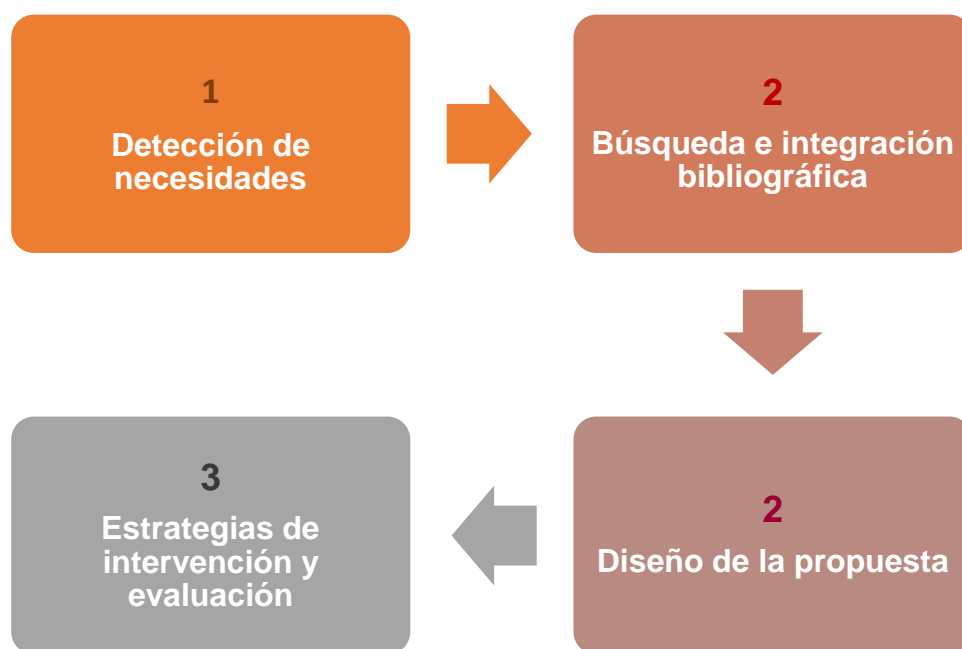 1
Detección de
necesidades
2
Búsqueda e integración
bibliográfica
2
Diseño de la propuesta
3
Estrategias de
intervención y
evaluación